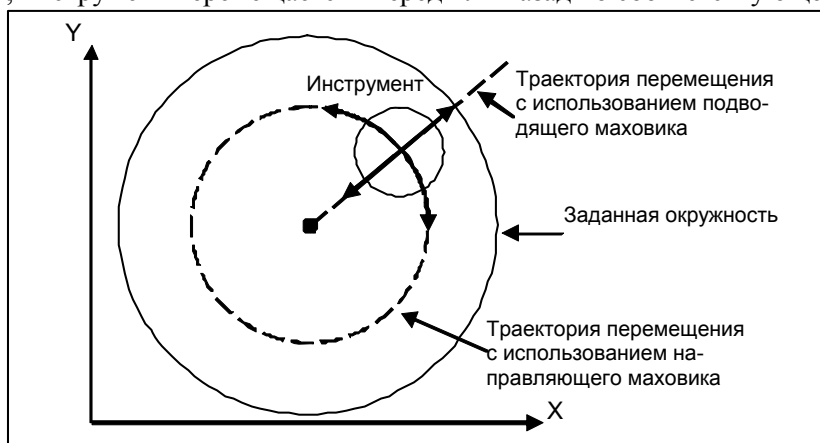 Y
Инструмент
Траектория перемещения
с использованием подво-
дящего маховика
Заданная окружность
Траектория перемещения
с использованием на-
правляющего маховика
X